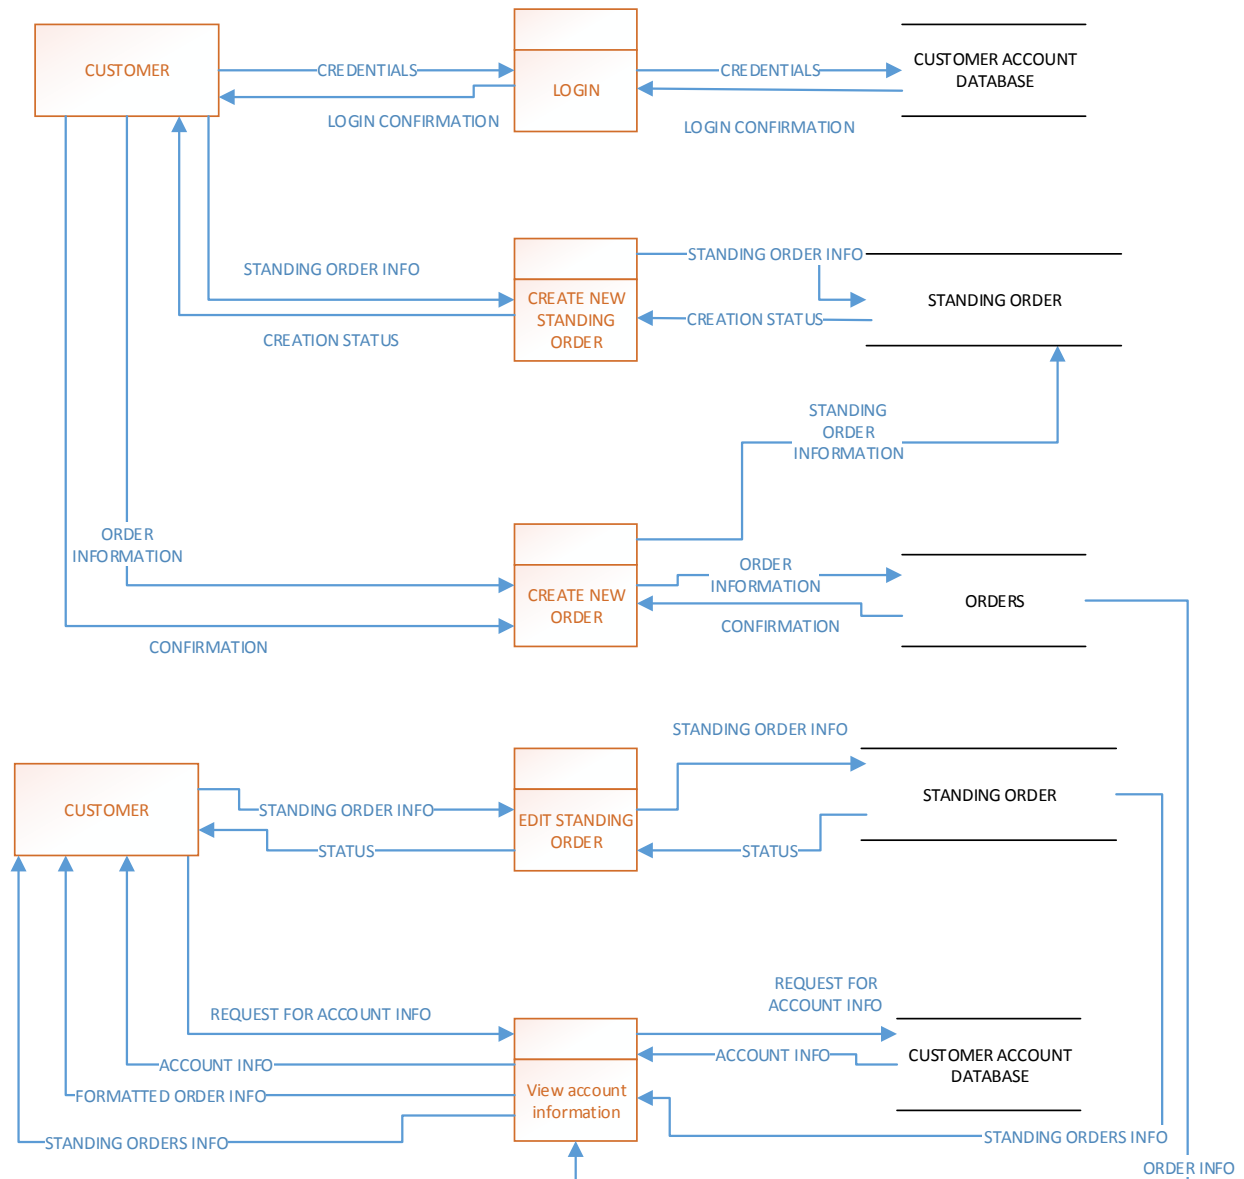 CUSTOMER
CREDENTIALS
LOGIN
CREDENTIALS
CUSTOMER ACCOUNT
DATABASE
LOGIN CONFIRMATION
LOGIN CONFIRMATION
STANDING ORDER INFO
CREATION STATUS
CREATE NEW
STANDING
ORDER
STANDING ORDER INFO
CREATION STATUS
STANDING ORDER
STANDING
ORDER
INFORMATION
ORDER
INFORMATION
CONFIRMATION
CREATE NEW
ORDER
ORDER
INFORMATION
CONFIRMATION
ORDERS
CUSTOMER
STANDING ORDER INFO
STATUS
EDIT STANDING
ORDER
STANDING ORDER INFO
STATUS
STANDING ORDER
REQUEST FOR ACCOUNT INFO
ACCOUNT INFO
FORMATTED ORDER INFO
STANDING ORDERS INFO
View account
information
REQUEST FOR
ACCOUNT INFO
ACCOUNT INFO
CUSTOMER ACCOUNT
DATABASE
STANDING ORDERS INFO
ORDER INFO